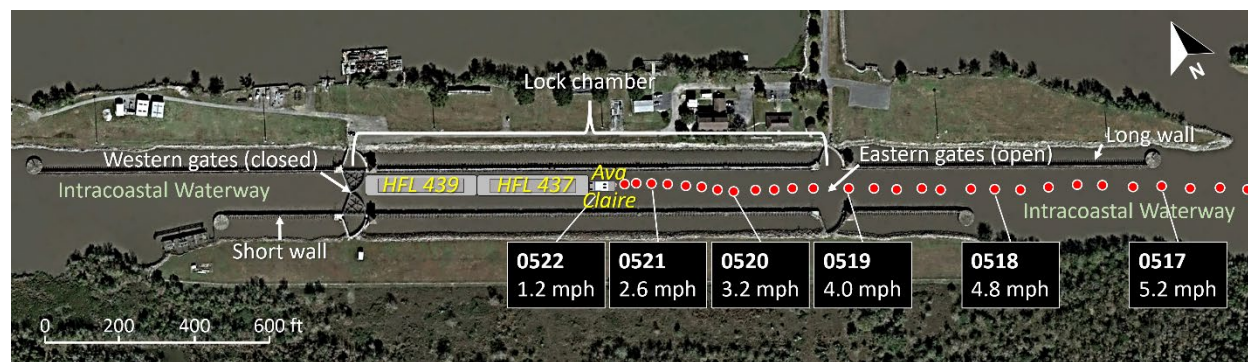 Lock chamber
N
Long wall
Western gates (closed)
Eastern gates (open)
Ava
HFL 439
HFL 437
Claire
Intracoastal Waterway
Intracoastal Waterway
Short wall
0522
1.2 mph
0521
2.6 mph
0520
3.2 mph
0519
4.0 mph
0518
4.8 mph
0517
5.2 mph
0 200 400 600 ft